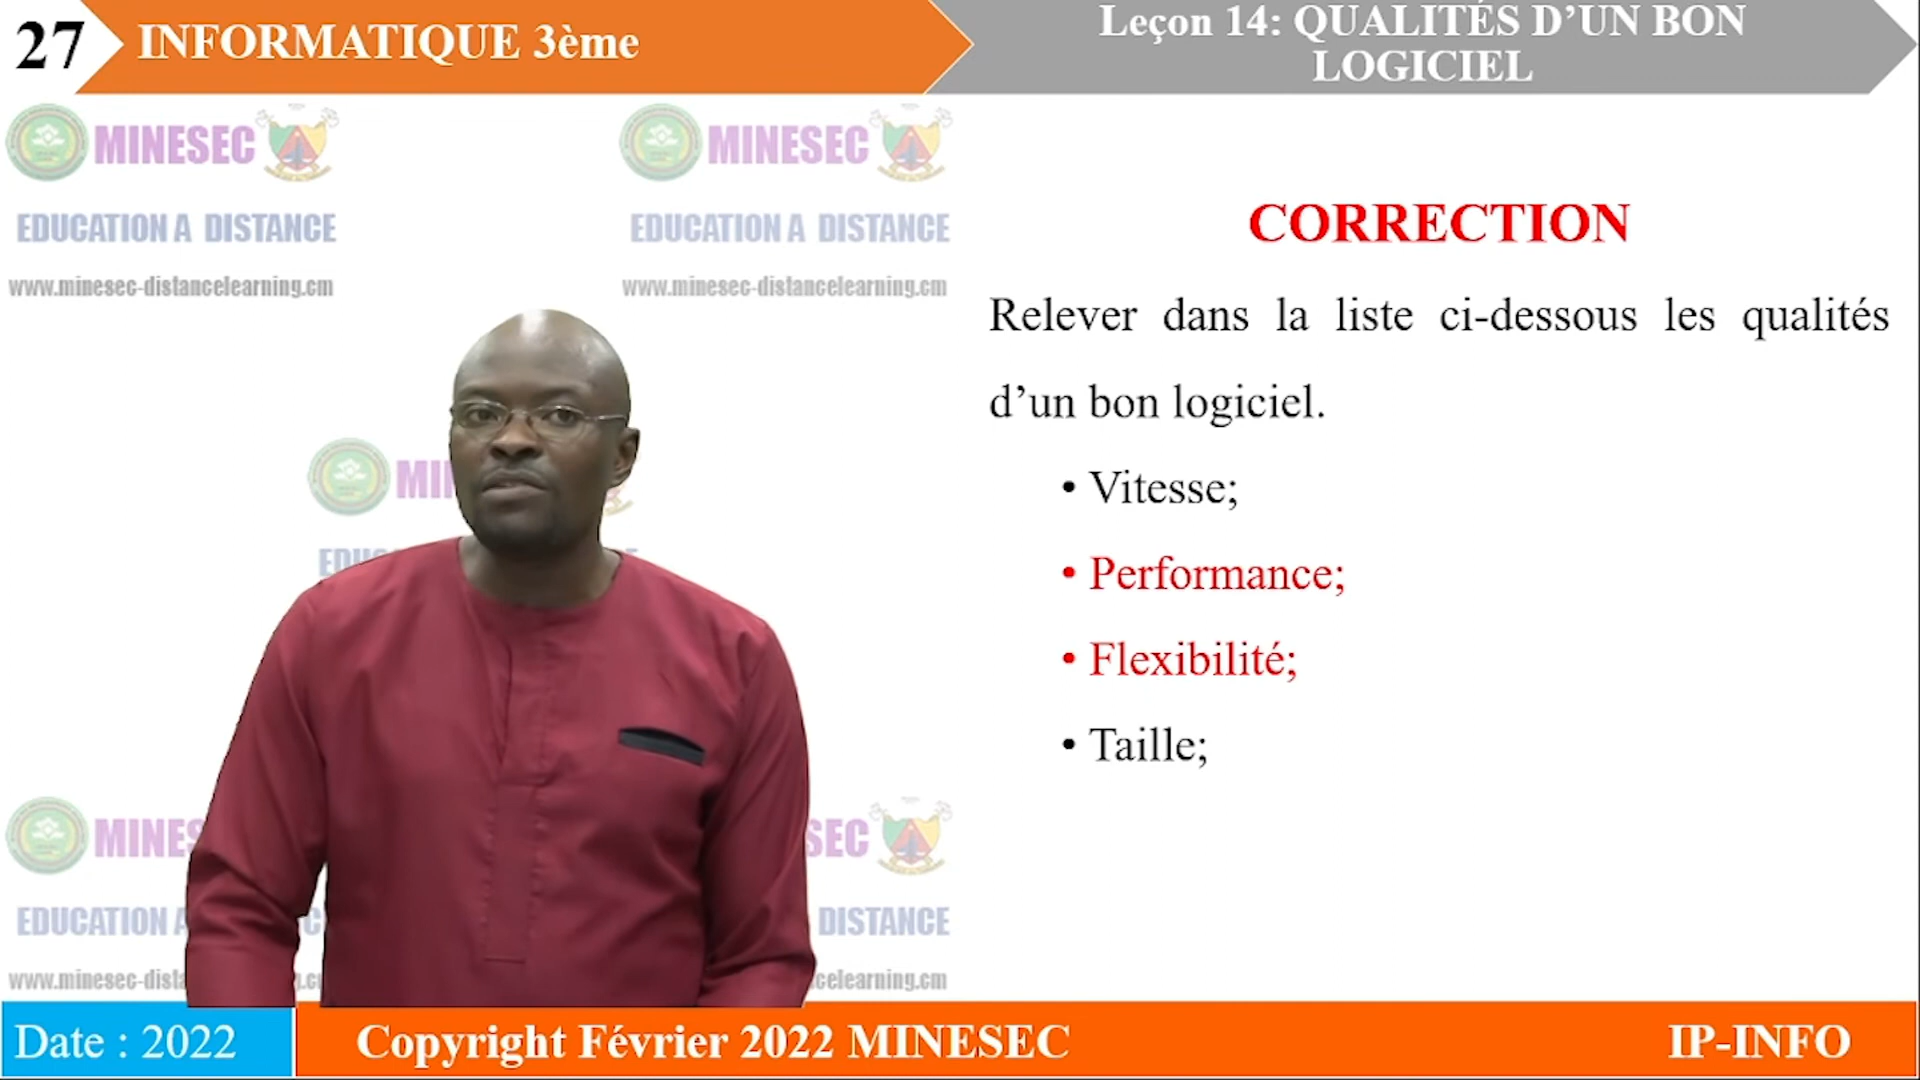 27
INFORMATIQUE 3ème
Leçon 14: QUALITÉS D’UN BON
LOGICIEL
MINESEC
EDUCATION A DISTANCE
www.minesec-distancelearning.cm
MINESEC
EDUCATION A DISTANCE
www.minesec-distancelearning.cm
CORRECTION
Relever dans la liste ci-dessous les qualités
d’un bon logiciel.
• Vitesse;
• Performance;
• Flexibilité;
• Taille;
Date : 2022
Copyright Février 2022 MINESEC
IP-INFO